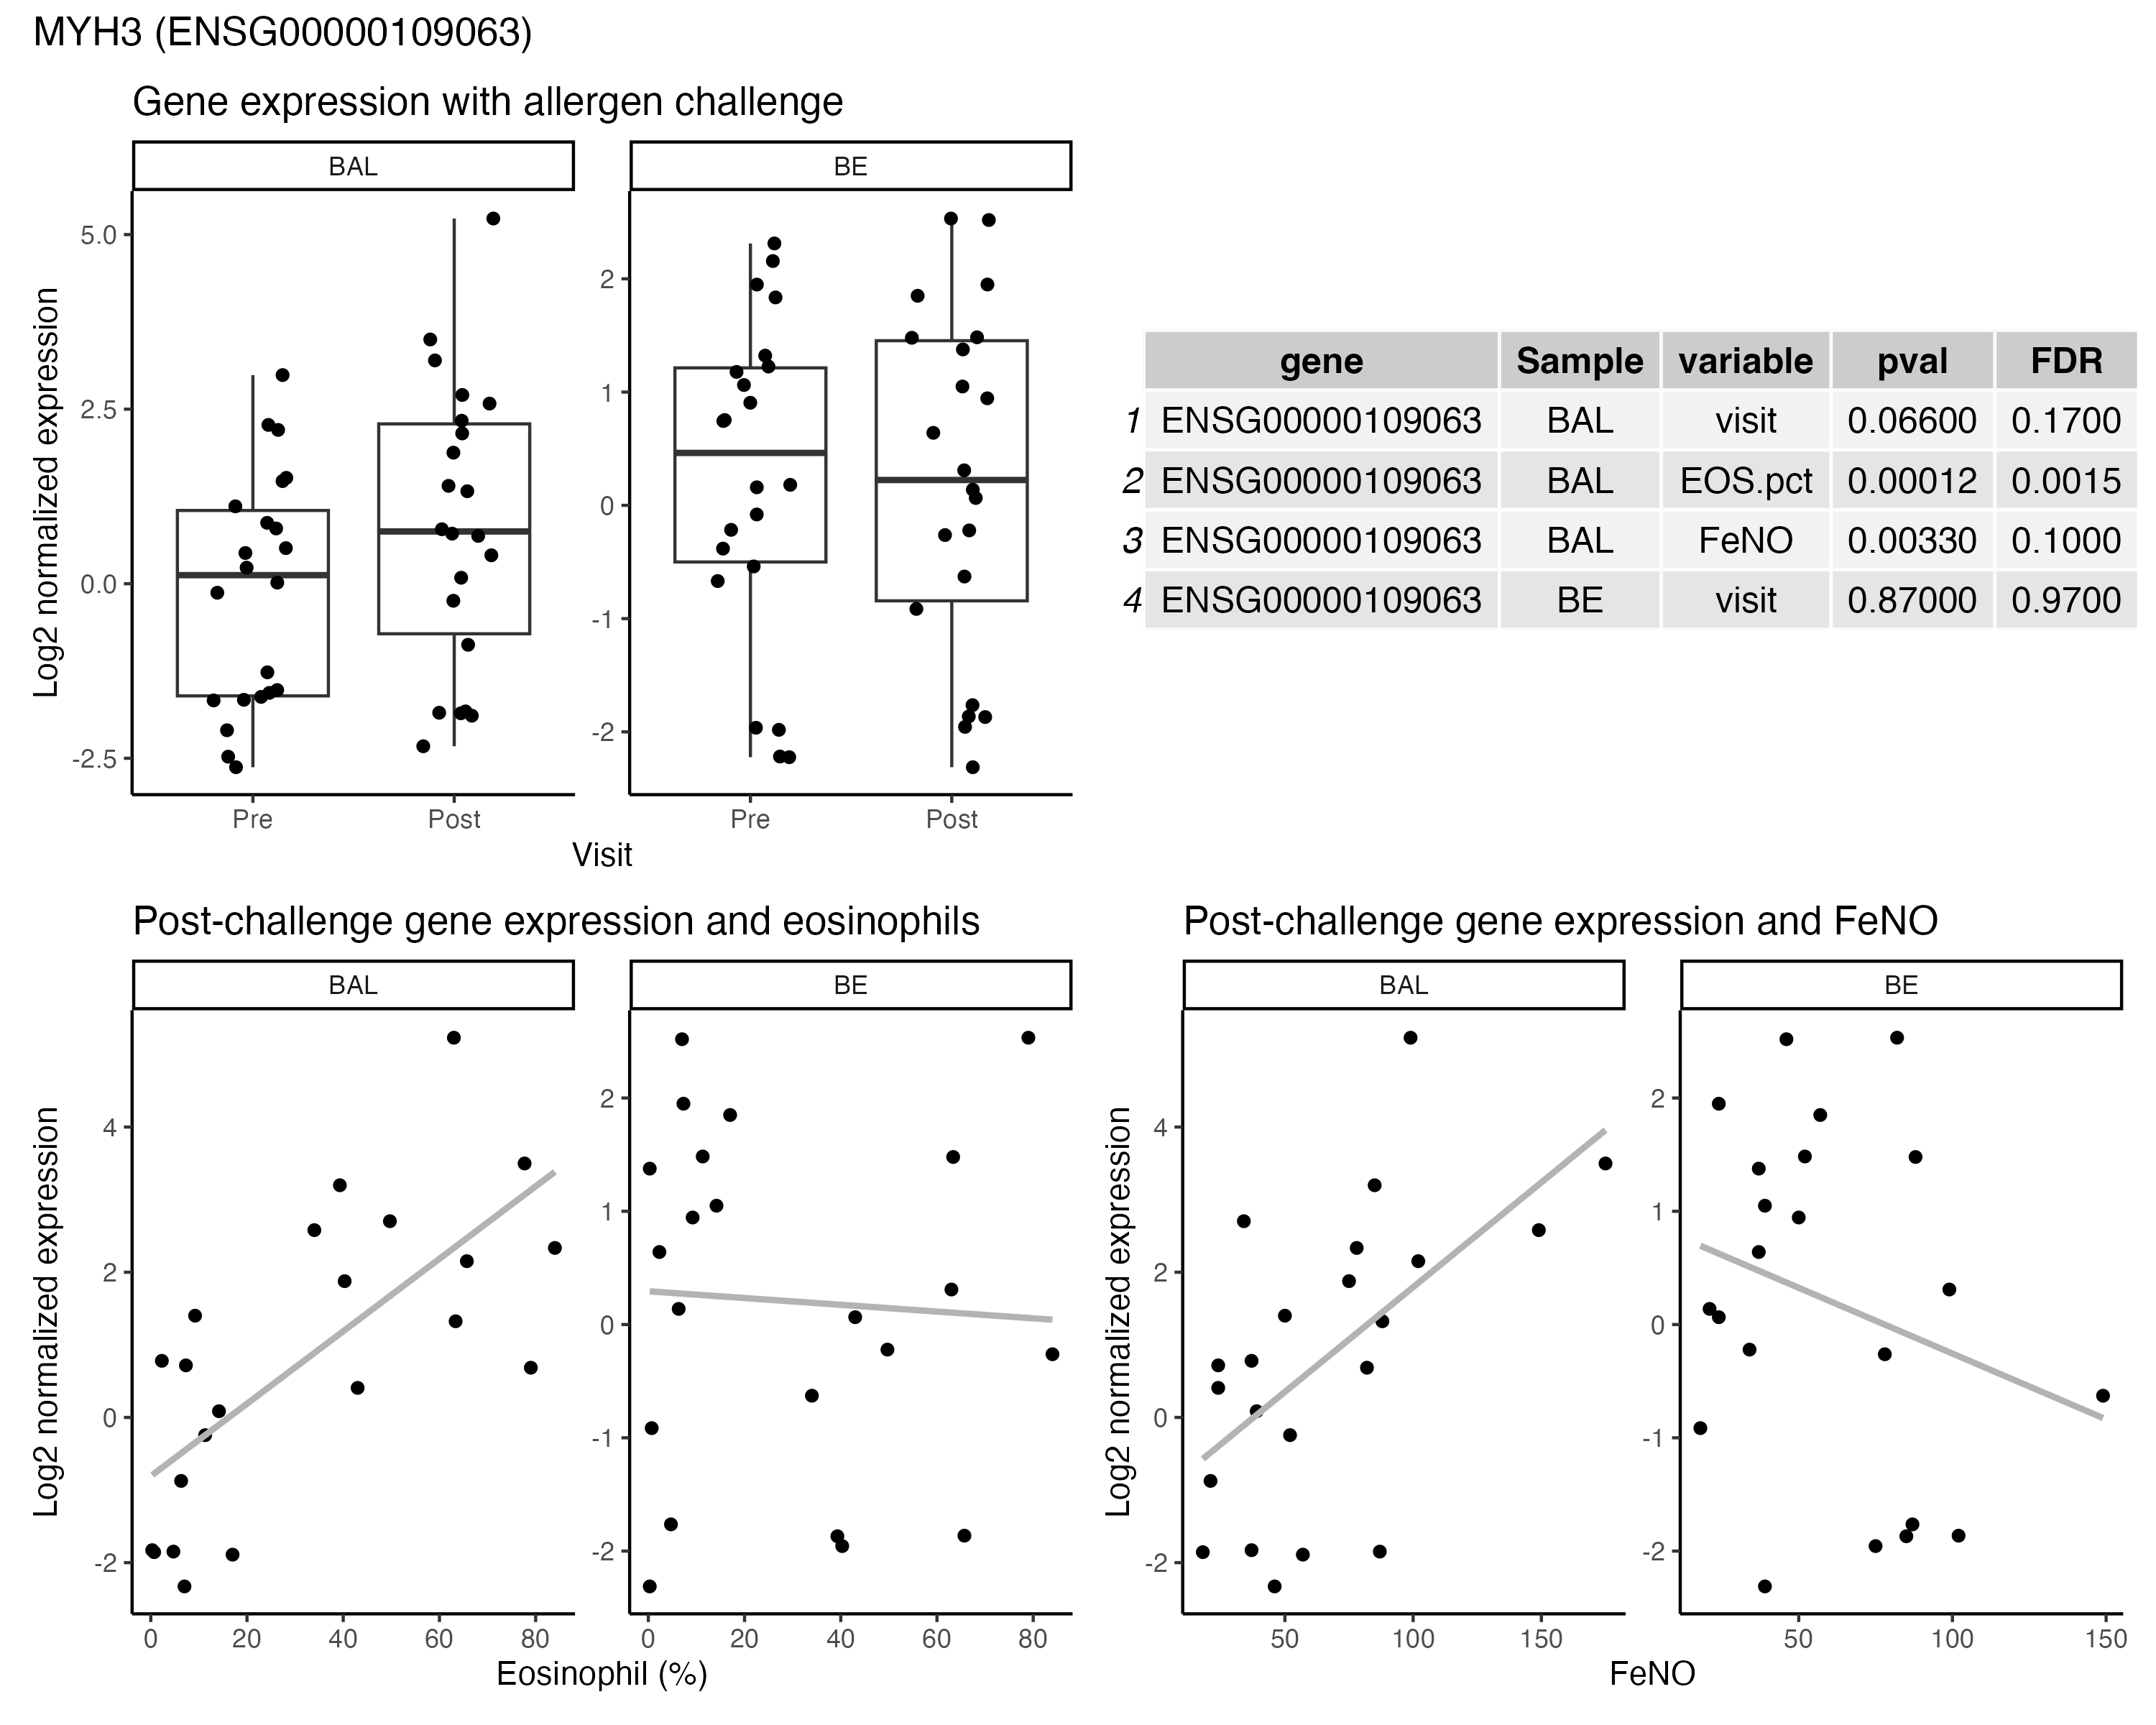 MYH3 (ENSG00000109063)
Gene expression with allergen challenge
BAL
BE
Log2 normalized expression
5.0
2.5
0.0
-2.5
2
1
0
-1
-2
Pre
Post
Pre
Post
Visit
gene Sample variable pval FDR
1 ENSG00000109063 BAL visit 0.06600 0.1700
2 ENSG00000109063 BAL EOS.pct 0.00012 0.0015
3 ENSG00000109063 BAL FeNO 0.00330 0.1000
4 ENSG00000109063 BE visit 0.87000 0.9700
Post-challenge gene expression and eosinophils
BAL
BE
Log2 normalized expression
4
2
0
-2
2
1
0
-1
-2
0 20 40 60 80
0 20 40 60 80
Eosinophil (%)
Post-challenge gene expression and FeNO
BAL
BE
Log2 normalized expression
4
2
0
-2
2
1
0
-1
-2
50 100 150
50 100 150
FeNO